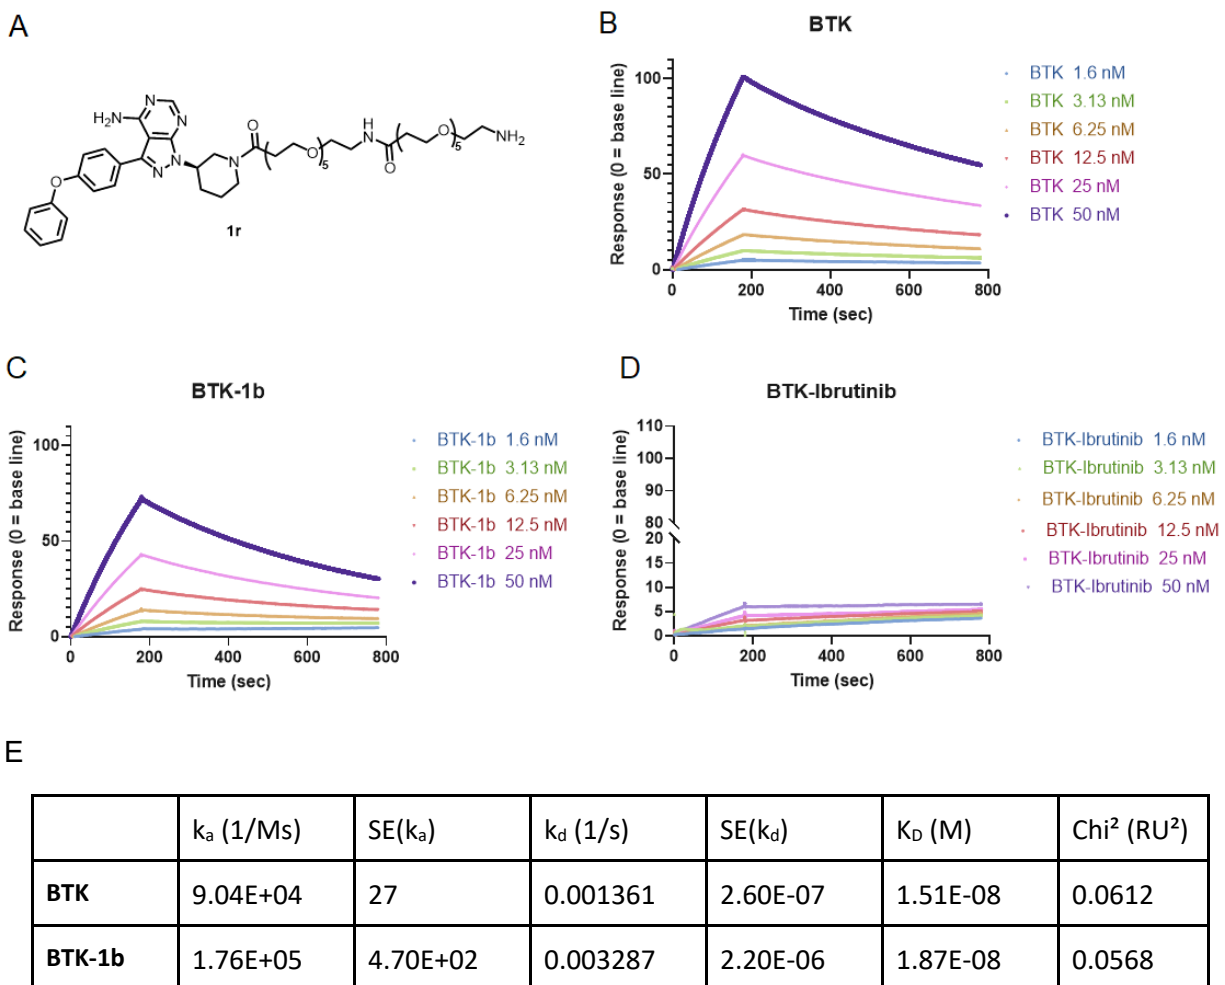 A
H₂N
N
N
N
N
N
O
O
5
H
N
O
O
5
NH₂
O
1r
B
BTK
Response (0 = base line)
100
50
0
0 200 400 600 800
Time (sec)
BTK 1.6 nM
BTK 3.13 nM
BTK 6.25 nM
BTK 12.5 nM
BTK 25 nM
BTK 50 nM
C
BTK-1b
Response (0 = base line)
100
50
0
0 200 400 600 800
Time (sec)
BTK-1b 1.6 nM
BTK-1b 3.13 nM
BTK-1b 6.25 nM
BTK-1b 12.5 nM
BTK-1b 25 nM
BTK-1b 50 nM
D
BTK-Ibrutinib
Response (0 = base line)
110
100
90
80
20
15
10
5
0
0 200 400 600 800
Time (sec)
BTK-Ibrutinib 1.6 nM
BTK-Ibrutinib 3.13 nM
BTK-Ibrutinib 6.25 nM
BTK-Ibrutinib 12.5 nM
BTK-Ibrutinib 25 nM
BTK-Ibrutinib 50 nM
E
kₐ (1/Ms) SE(kₐ) k_d (1/s) SE(k_d) K_D (M) Chi² (RU²)
BTK 9.04E+04 27 0.001361 2.60E-07 1.51E-08 0.0612
BTK-1b 1.76E+05 4.70E+02 0.003287 2.20E-06 1.87E-08 0.0568